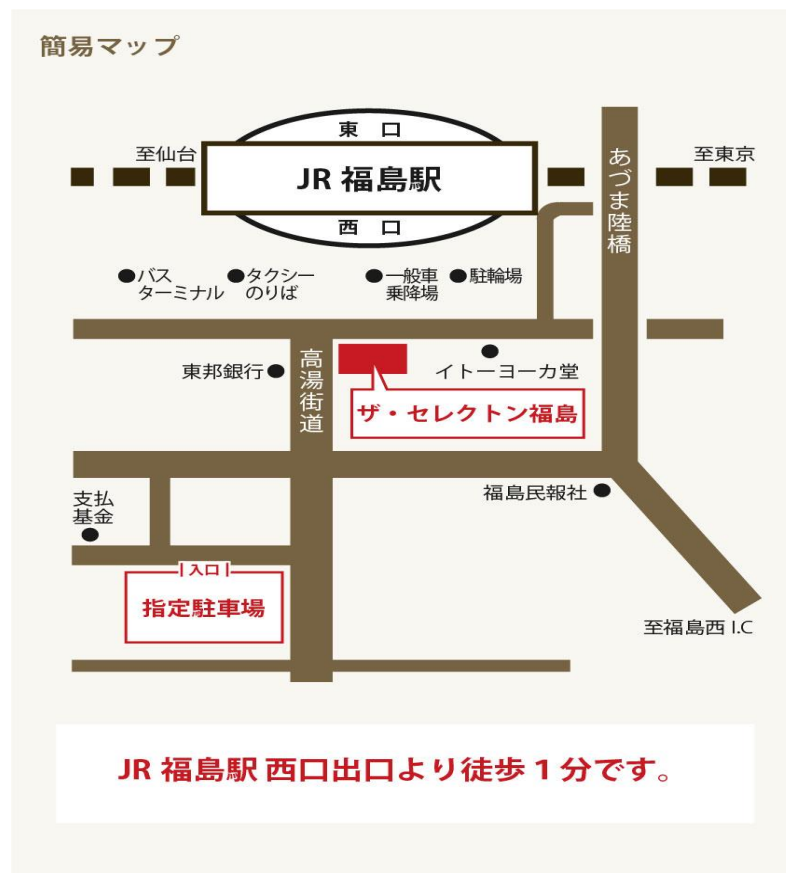 簡易マップ
東 口
至仙台
JR 福島駅
至東京
西 口
あづま陸橋
●バス
ターミナル
●タクシー
のりば
●一般車
乗降場
●駐輪場
東邦銀行●
高湯街道
イトーヨーカ堂
ザ・セレクトン福島
支払
基金
福島民報社●
入口
指定駐車場
至福島西 I.C
JR 福島駅 西口出口より徒歩 1 分です。